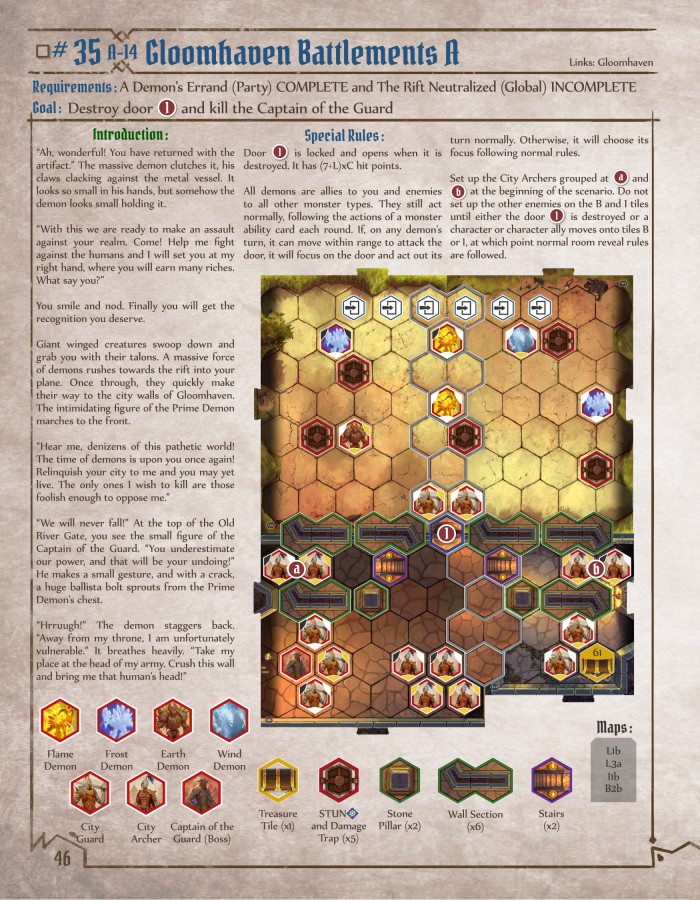 # 35 A-14 Gloomhaven Battlements A
Links: Gloomhaven
Requirements: A Demon's Errand (Party) COMPLETE and The Rift Neutralized (Global) INCOMPLETE
Goal: Destroy door 1 and kill the Captain of the Guard
Introduction:
"Ah, wonderful! You have returned with the
artifact." The massive demon clutches it, his
claws clacking against the metal vessel. It
looks so small in his hands, but somehow the
demon looks small holding it.
"With this we are ready to make an assault
against your realm. Come! Help me fight
against the humans and I will set you at my
right hand, where you will earn many riches.
What say you?"
You smile and nod. Finally you will get the
recognition you deserve.
Giant winged creatures swoop down and
grab you with their talons. A massive force
of demons rushes towards the rift into your
plane. Once through, they quickly make
their way to the city walls of Gloomhaven.
The intimidating figure of the Prime Demon
marches to the front.
"Hear me, denizens of this pathetic world!
The time of demons is upon you once again!
Relinquish your city to me and you may yet
live. The only ones I wish to kill are those
foolish enough to oppose me."
"We will never fall!" At the top of the Old
River Gate, you see the small figure of the
Captain of the Guard. "You underestimate
our power, and that will be your undoing!"
He makes a small gesture, and with a crack,
a huge ballista bolt sprouts from the Prime
Demon's chest.
"Hrruugh!" The demon staggers back.
"Away from my throne, I am unfortunately
vulnerable." It breathes heavily. "Take my
place at the head of my army. Crush this wall
and bring me that human's head!"
Special Rules:
Door 1 is locked and opens when it is
destroyed. It has (7+L)xC hit points.
All demons are allies to you and enemies
to all other monster types. They still act
normally, following the actions of a monster
ability card each round. If, on any demon's
turn, it can move within range to attack the
door, it will focus on the door and act out its
turn normally. Otherwise, it will choose its
focus following normal rules.
Set up the City Archers grouped at a and
b at the beginning of the scenario. Do not
set up the other enemies on the B and I tiles
until either the door 1 is destroyed or a
character or character ally moves onto tiles B
or I, at which point normal room reveal rules
are followed.
1
a
b
61
Flame
Demon
Frost
Demon
Earth
Demon
Wind
Demon
City
Guard
City
Archer
Captain of the
Guard (Boss)
Treasure
Tile (x1)
STUN
and Damage
Trap (x5)
Stone
Pillar (x2)
Wall Section
(x6)
Stairs
(x2)
Maps:
L1b
L3a
I1b
B2b
46